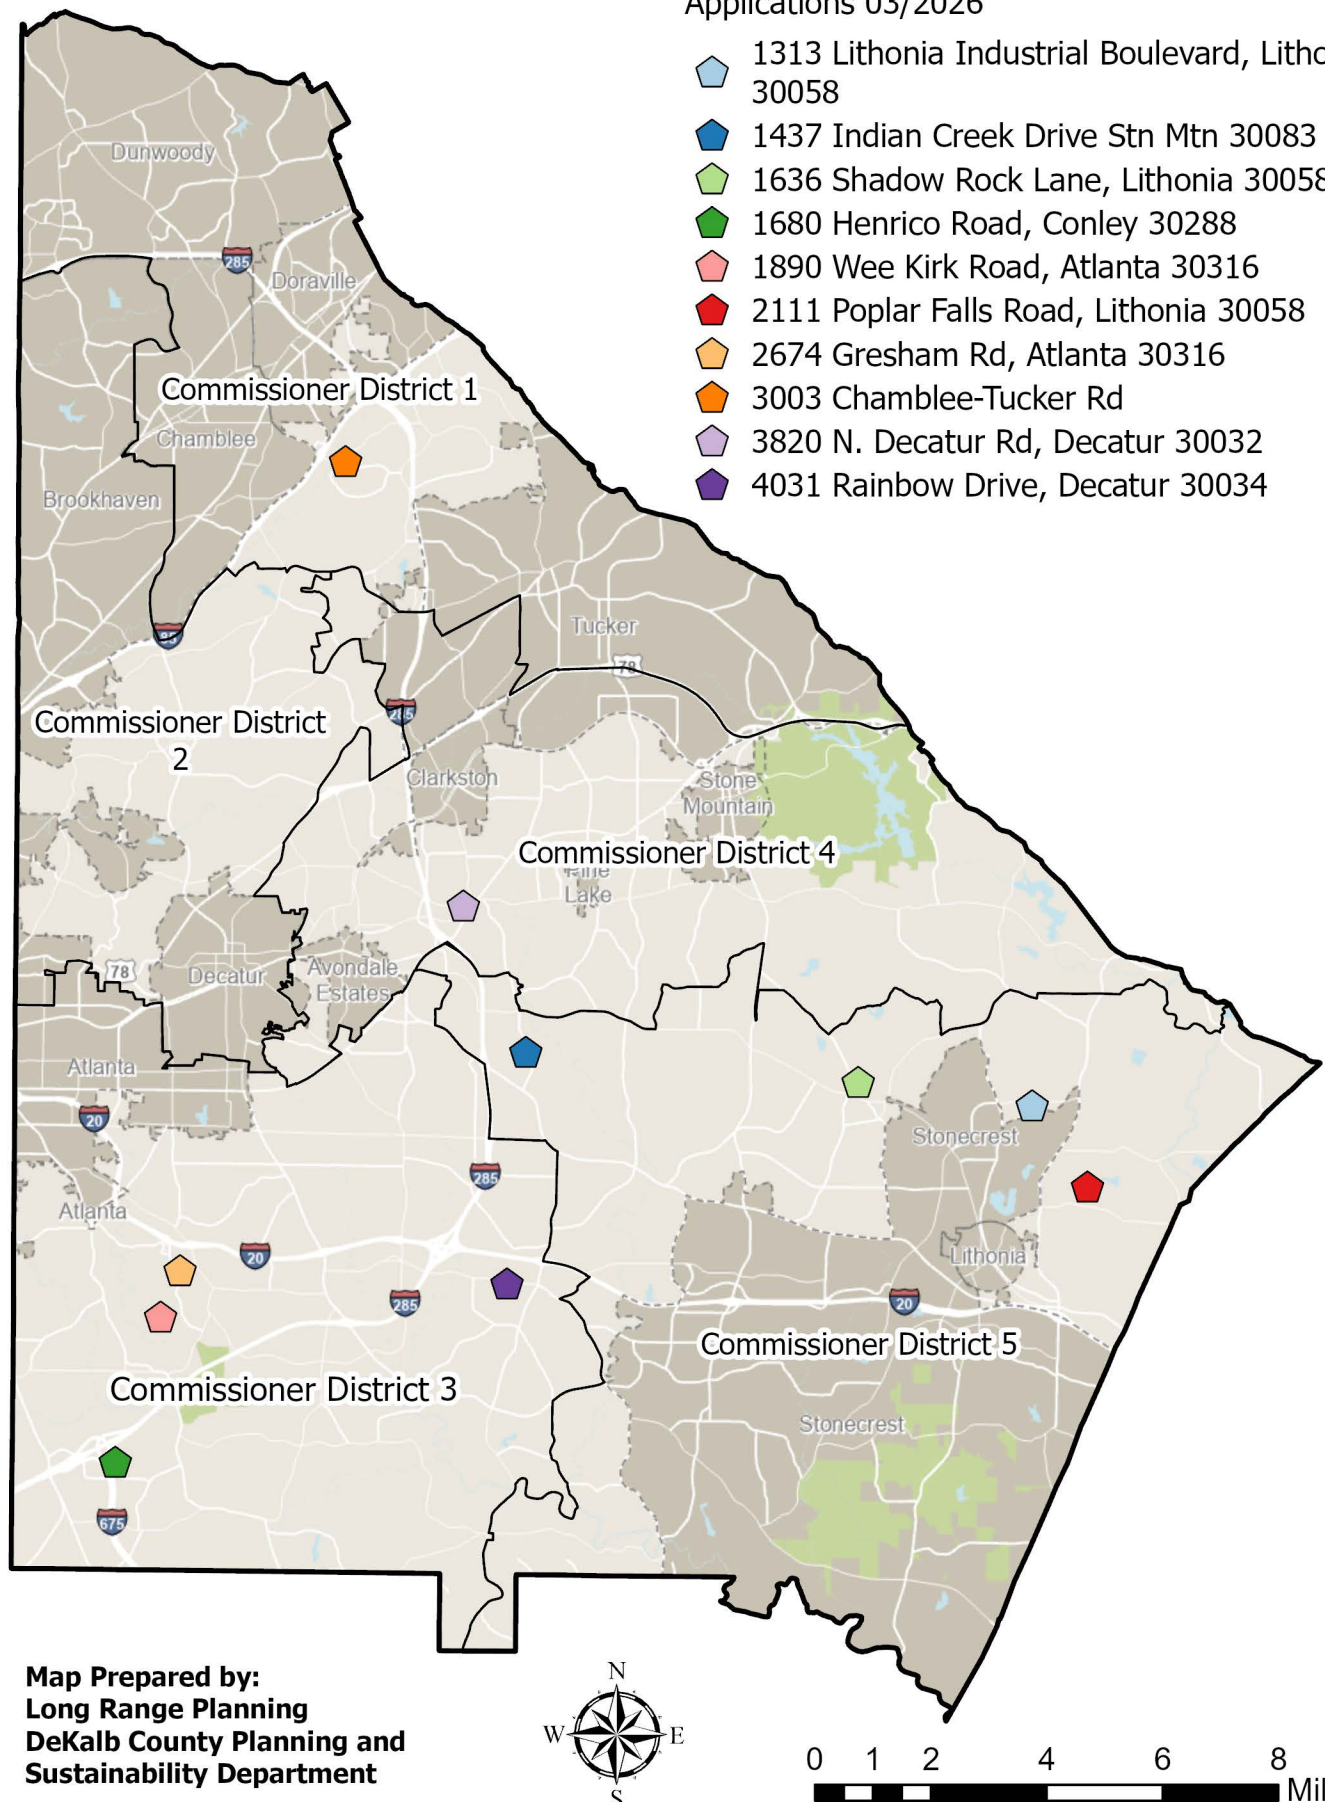 Applications 03/2026
1313 Lithonia Industrial Boulevard, Litho
30058
1437 Indian Creek Drive Stn Mtn 30083
1636 Shadow Rock Lane, Lithonia 30058
1680 Henrico Road, Conley 30288
1890 Wee Kirk Road, Atlanta 30316
2111 Poplar Falls Road, Lithonia 30058
2674 Gresham Rd, Atlanta 30316
3003 Chamblee-Tucker Rd
3820 N. Decatur Rd, Decatur 30032
4031 Rainbow Drive, Decatur 30034
Dunwoody
285
Doraville
Commissioner District 1
Chamblee
Brookhaven
85
Tucker
78
285
Commissioner District
2
Clarkston
Stone
Mountain
Commissioner District 4
Pine
Lake
78
Decatur
Avondale
Estates
Atlanta
20
Stonecrest
285
Atlanta
20
Lithonia
285
20
Commissioner District 5
Commissioner District 3
Stonecrest
675
Map Prepared by:
Long Range Planning
DeKalb County Planning and
Sustainability Department
N
W
E
S
0 1 2 4 6 8
Mil